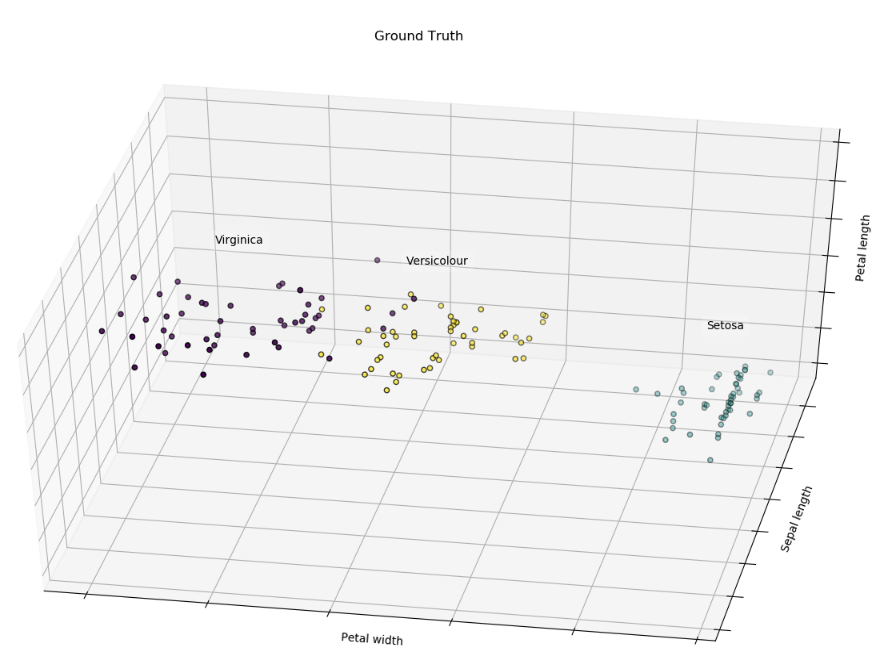 Ground Truth
Petal length
Virginica
Versicolour
Setosa
Sepal length
Petal width